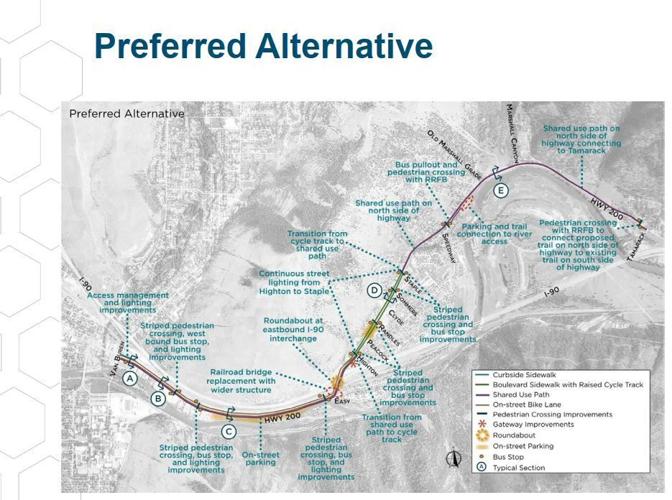 Preferred Alternative
Preferred Alternative
OLD MARSHALL GRADE
MARSHALL CANYON
Shared use path on
north side of
highway connecting
to Tamarack
Bus pullout and
pedestrian crossing
with RRFB
E
Shared use path on
north side of
highway
SPEEDWAY
Parking and trail
connection to river
access
HWY 200
Pedestrian crossing
with RRFB to
connect proposed
trail on north side of
highway to existing
trail on south side
of highway
TAMARACK
Transition from
cycle track to
shared use
path
I-90
Continuous street
lighting from
Highton to Staple
STAPLE
D
SOMMERS
CLYDE
Striped
pedestrian
crossing and
bus stop
improvements
I-90
Access management
and lighting
improvements
Striped pedestrian
crossing, west
bound bus stop,
and lighting
improvements
Roundabout at
eastbound I-90
interchange
RANDLES
PEACOCK
HIGHTON
VAN BUREN
A
B
Railroad bridge
replacement with
wider structure
Striped
pedestrian
crossing and
bus stop
improvements
EASY
HWY 200
C
Transition from
shared use
path to cycle
track
Striped pedestrian
crossing, bus stop,
and lighting
improvements
On-street
parking
Striped
pedestrian
crossing, bus
stop, and
lighting
improvements
Curbside Sidewalk
Boulevard Sidewalk with Raised Cycle Track
Shared Use Path
On-street Bike Lane
Pedestrian Crossing Improvements
Gateway Improvements
Roundabout
On-street Parking
Bus Stop
A Typical Section